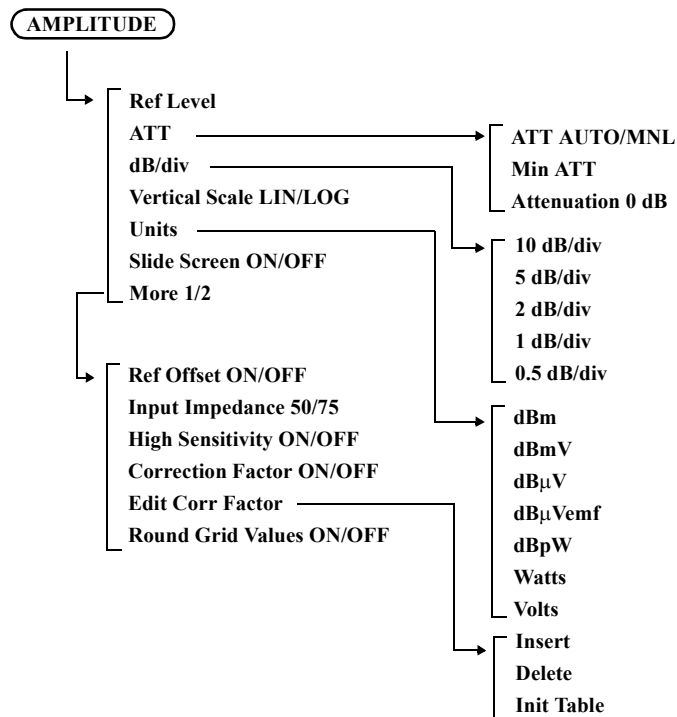 AMPLITUDE
Ref Level
ATT
dB/div
Vertical Scale LIN/LOG
Units
Slide Screen ON/OFF
More 1/2
Ref Offset ON/OFF
Input Impedance 50/75
High Sensitivity ON/OFF
Correction Factor ON/OFF
Edit Corr Factor
Round Grid Values ON/OFF
ATT AUTO/MNL
Min ATT
Attenuation 0 dB
10 dB/div
5 dB/div
2 dB/div
1 dB/div
0.5 dB/div
dBm
dBmV
dBμV
dBμVemf
dBpW
Watts
Volts
Insert
Delete
Init Table